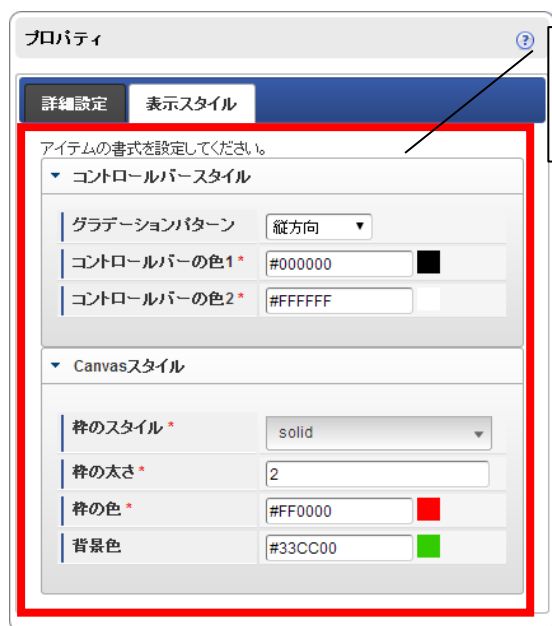 プロパティ
?
詳細設定 表示スタイル
アイテムの書式を設定してください。
コントロールバースタイル
グラデーションパターン 縦方向
コントロールバーの色1* #000000
コントロールバーの色2* #FFFFFF
Canvasスタイル
枠のスタイル* solid
枠の太さ* 2
枠の色* #FF0000
背景色 #33CC00